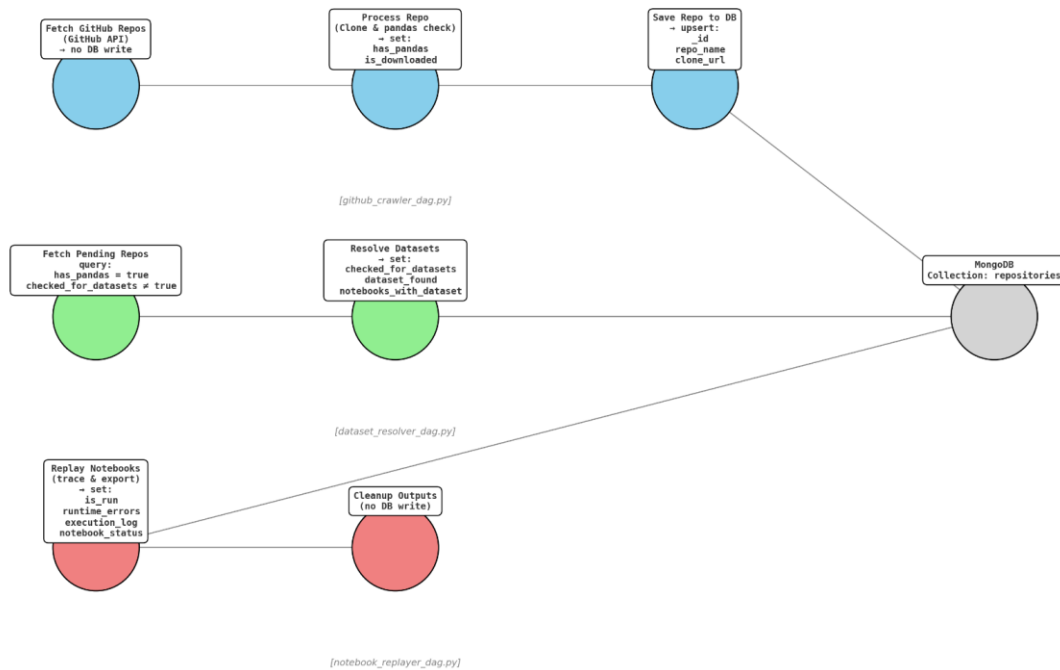 Fetch GitHub Repos
(GitHub API)
→ no DB write
Process Repo
(Clone & pandas check)
→ set:
has_pandas
is_downloaded
Save Repo to DB
→ upsert:
_id
repo_name
clone_url
[github_crawler_dag.py]
Fetch Pending Repos
query:
has_pandas = true
checked_for_datasets ≠ true
Resolve Datasets
→ set:
checked_for_datasets
dataset_found
notebooks_with_dataset
MongoDB
Collection: repositories
[dataset_resolver_dag.py]
Replay Notebooks
(trace & export)
→ set:
is_run
runtime_errors
execution_log
notebook_status
Cleanup Outputs
(no DB write)
[notebook_replayer_dag.py]